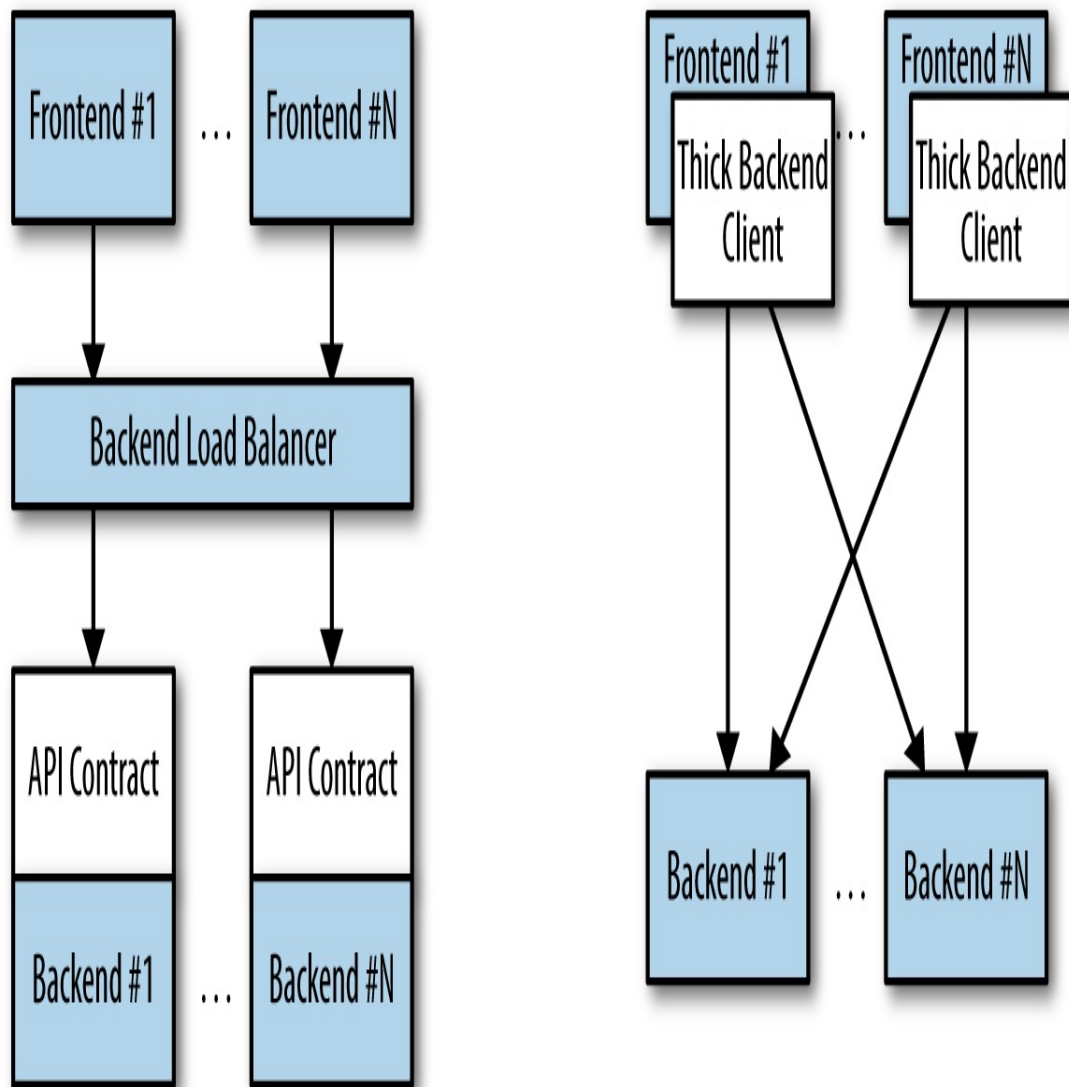 Frontend #1
...
Frontend #N
Backend Load Balancer
API Contract
API Contract
Backend #1
...
Backend #N
Frontend #1
...
Frontend #N
Thick Backend
Client
Thick Backend
Client
Backend #1
...
Backend #N